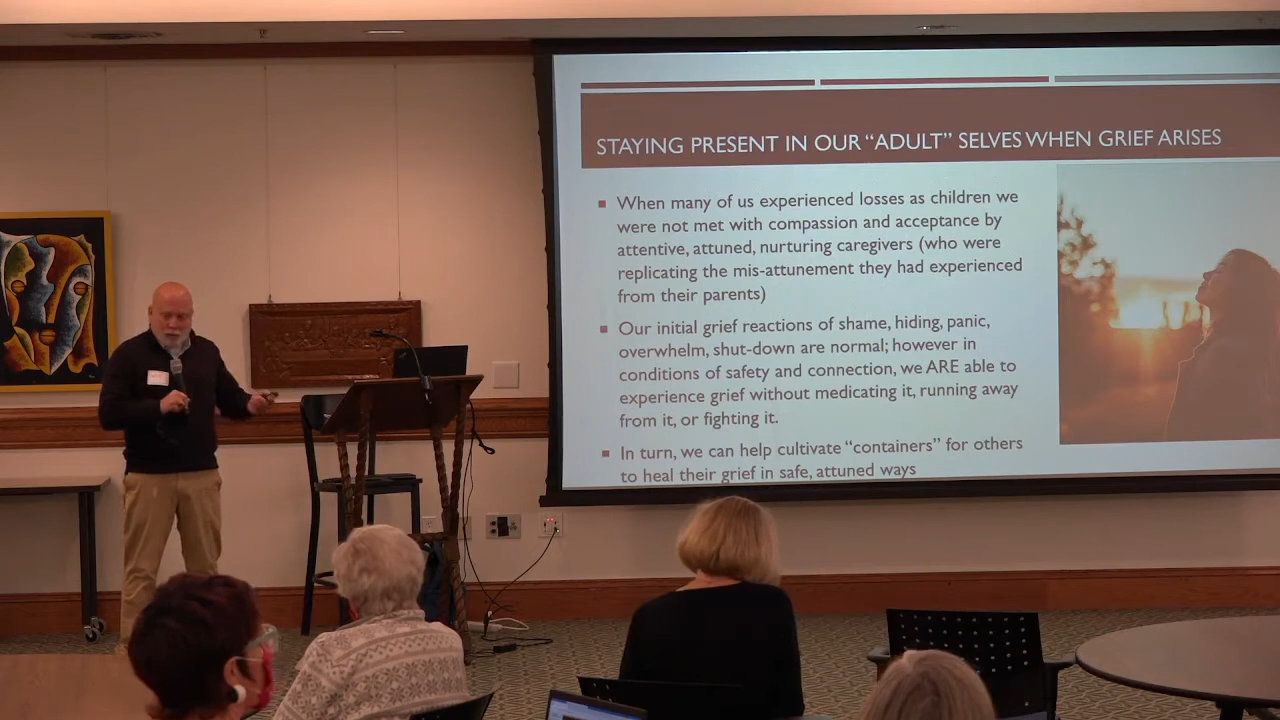 STAYING PRESENT IN OUR “ADULT” SELVES WHEN GRIEF ARISES
When many of us experienced losses as children we
were not met with compassion and acceptance by
attentive, attuned, nurturing caregivers (who were
replicating the mis-attunement they had experienced
from their parents)
Our initial grief reactions of shame, hiding, panic,
overwhelm, shut-down are normal; however in
conditions of safety and connection, we ARE able to
experience grief without medicating it, running away
from it, or fighting it.
In turn, we can help cultivate “containers” for others
to heal their grief in safe, attuned ways